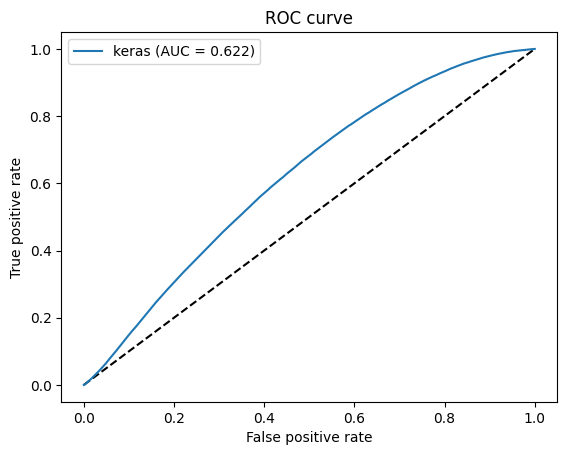 ROC curve
keras (AUC = 0.622)
True positive rate
1.0
0.8
0.6
0.4
0.2
0.0
0.0 0.2 0.4 0.6 0.8 1.0
False positive rate